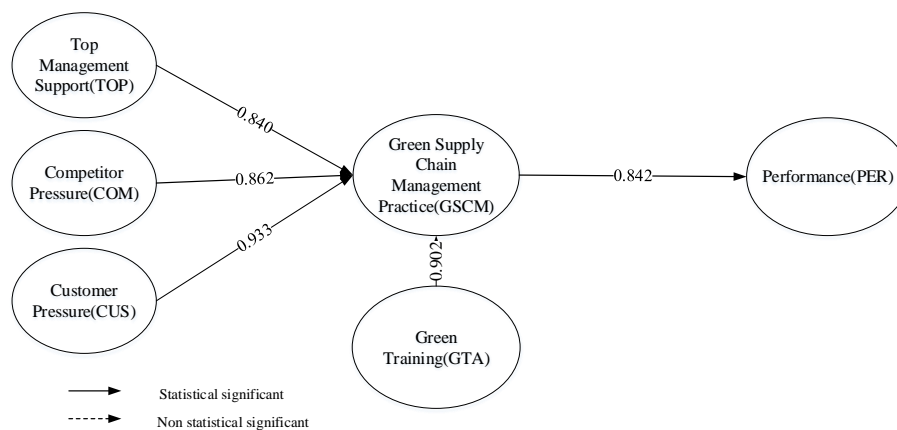 Top
Management
Support(TOP)
0.840
Competitor
Pressure(COM)
0.862
Customer
Pressure(CUS)
0.933
Green Supply
Chain
Management
Practice(GSCM)
0.842
Performance(PER)
0.902
Green
Training(GTA)
Statistical significant
Non statistical significant